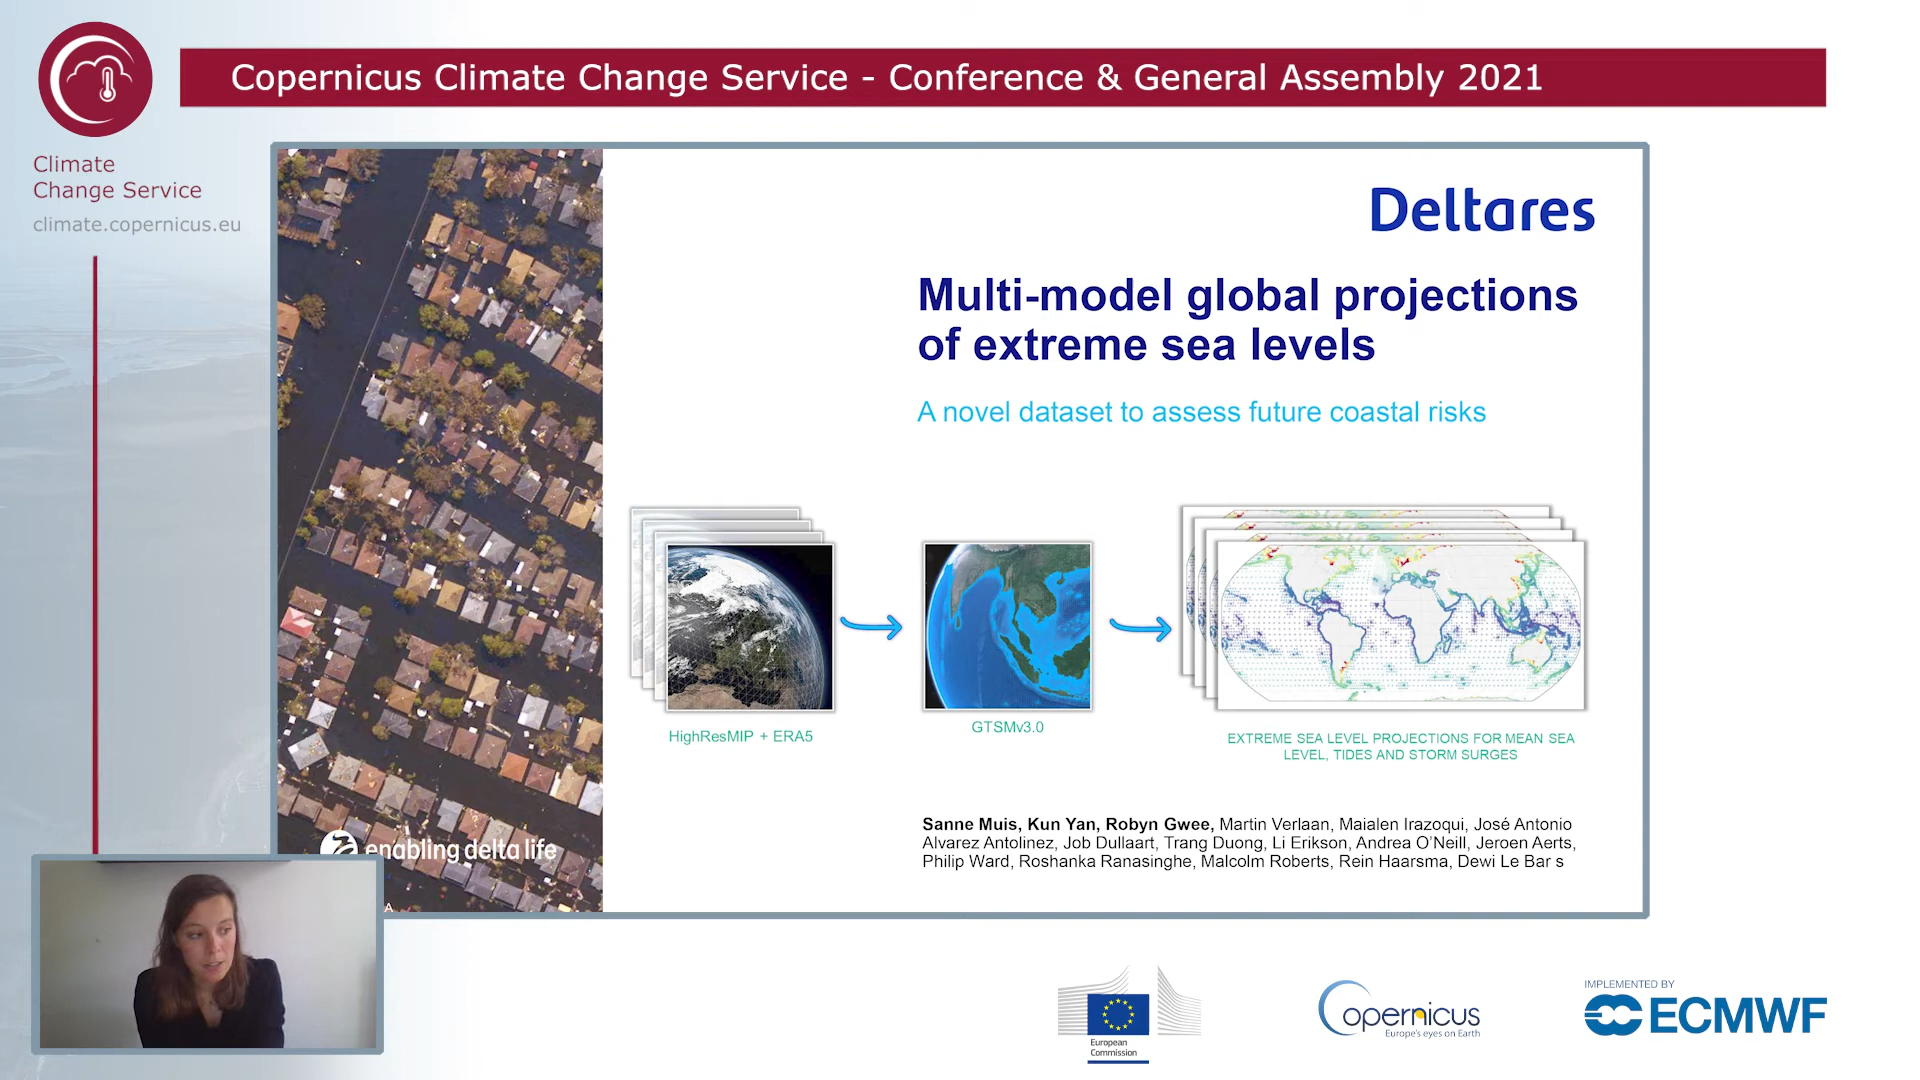 Copernicus Climate Change Service - Conference & General Assembly 2021
Climate
Change Service
climate.copernicus.eu
Deltares
Multi-model global projections
of extreme sea levels
A novel dataset to assess future coastal risks
HighResMIP + ERA5
GTSMv3.0
EXTREME SEA LEVEL PROJECTIONS FOR MEAN SEA
LEVEL, TIDES AND STORM SURGES
Sanne Muis, Kun Yan, Robyn Gwee, Martin Verlaan, Maialen Irazoqui, José Antonio
Alvarez Antolinez, Job Dullaart, Trang Duong, Li Erikson, Andrea O'Neill, Jeroen Aerts,
Philip Ward, Roshanka Ranasinghe, Malcolm Roberts, Rein Haarsma, Dewi Le Bar s
enabling delta life
A
European
Commission
opernicus
Europe's eyes on Earth
IMPLEMENTED BY
ECMWF